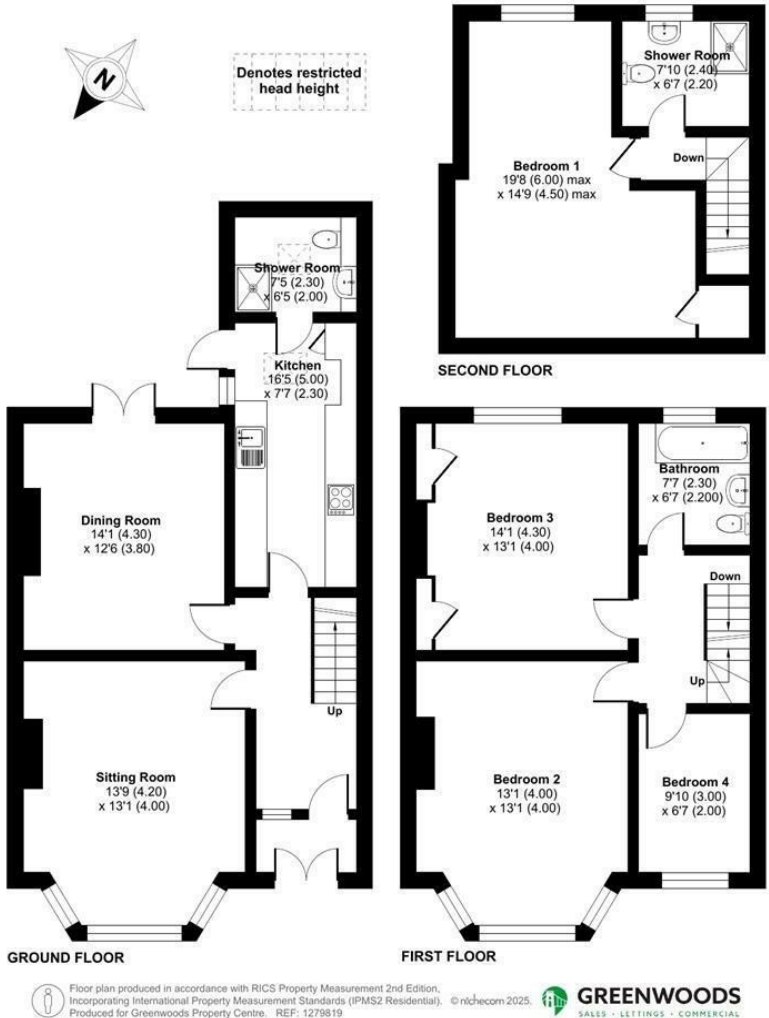 N
Denotes restricted
head height
Shower Room
7'10 (2.40)
x 6'7 (2.20)
Down
Bedroom 1
19'8 (6.00) max
x 14'9 (4.50) max
SECOND FLOOR
Shower Room
7'5 (2.30)
x 6'5 (2.00)
Kitchen
16'5 (5.00)
x 7'7 (2.30)
Dining Room
14'1 (4.30)
x 12'6 (3.80)
Up
Sitting Room
13'9 (4.20)
x 13'1 (4.00)
GROUND FLOOR
Bathroom
7'7 (2.30)
x 6'7 (2.200)
Bedroom 3
14'1 (4.30)
x 13'1 (4.00)
Down
Up
Bedroom 2
13'1 (4.00)
x 13'1 (4.00)
Bedroom 4
9'10 (3.00)
x 6'7 (2.00)
FIRST FLOOR
Floor plan produced in accordance with RICS Property Measurement 2nd Edition,
Incorporating International Property Measurement Standards (IPMS2 Residential). © nichecom 2025.
Produced for Greenwoods Property Centre. REF: 1279819
GREENWOODS
SALES • LETTINGS • COMMERCIAL